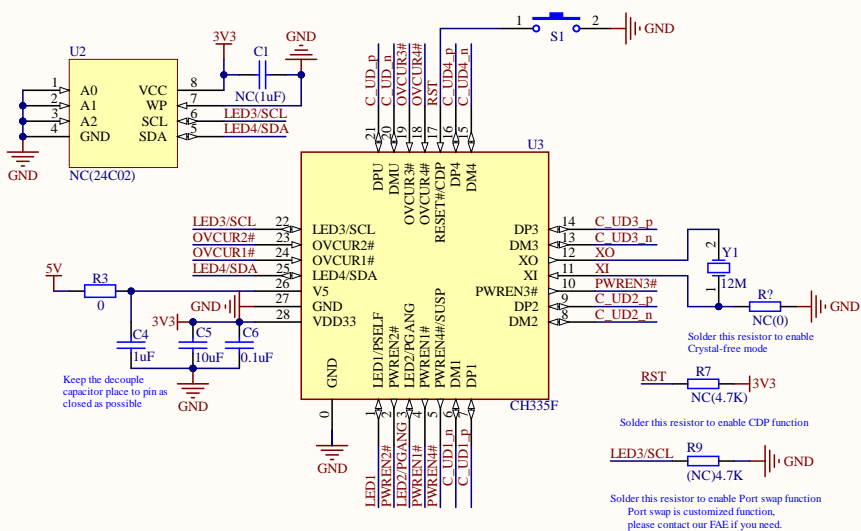 1
2
S1
GND
GND
U2
3V3
C1
NC(1uF)
1
2
3
4
A0
A1
A2
GND
VCC
WP
SCL
SDA
8
7
6
5
LED3/SCL
LED4/SDA
GND
NC(24C02)
C_UD_p
C_UD_n
OVCUR3#
OVCUR4#
RST
C_UD4_p
C_UD4_n
21
20
19
18
17
16
15
U3
DPU
DMU
OVCUR3#
OVCUR4#
RESET#/CDP
DP4
DM4
LED3/SCL
22
LED3/SCL
OVCUR2#
23
OVCUR2#
OVCUR1#
24
OVCUR1#
LED4/SDA
25
LED4/SDA
26
V5
27
GND
28
VDD33
DP3
14
C_UD3_p
DM3
13
C_UD3_n
XO
12
XO
XI
11
XI
PWREN3#
10
PWREN3#
DP2
9
C_UD2_p
DM2
8
C_UD2_n
2
Y1
12M
1
R?
NC(0)
GND
Solder this resistor to enable
Crystal-free mode
5V
R3
0
GND
3V3
C4
1uF
C5
10uF
C6
0.1uF
GND
Keep the decouple
capacitor place to pin as
closed as possible
GND
LED1/PSELF
PWREN2#
LED2/PGANG
PWREN1#
PWREN4#/SUSP
DM1
DP1
CH335F
0
1
2
3
4
5
6
7
GND
LED1
PWREN2#
LED2/PGANG
PWREN1#
PWREN4#
C_UD1_n
C_UD1_p
RST
R7
NC(4.7K)
3V3
Solder this resistor to enable CDP function
LED3/SCL
R9
(NC)4.7K
GND
Solder this resistor to enable Port swap function
Port swap is customized function,
please contact our FAE if you need.